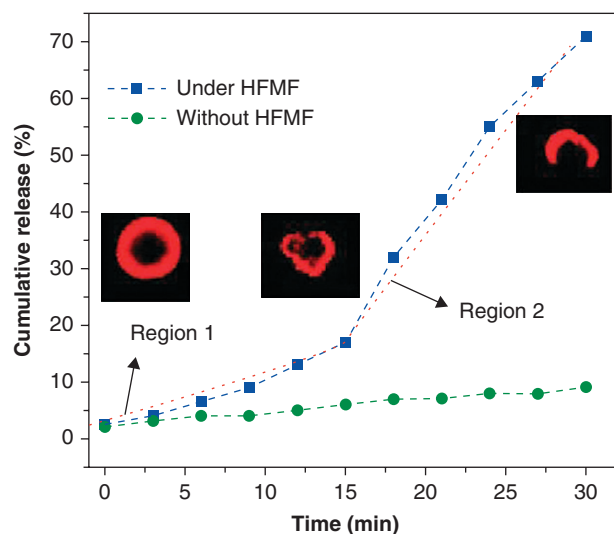 70
60
50
40
30
20
10
0
Cumulative release (%)
Under HFMF
Without HFMF
Region 1
Region 2
0 5 10 15 20 25 30
Time (min)